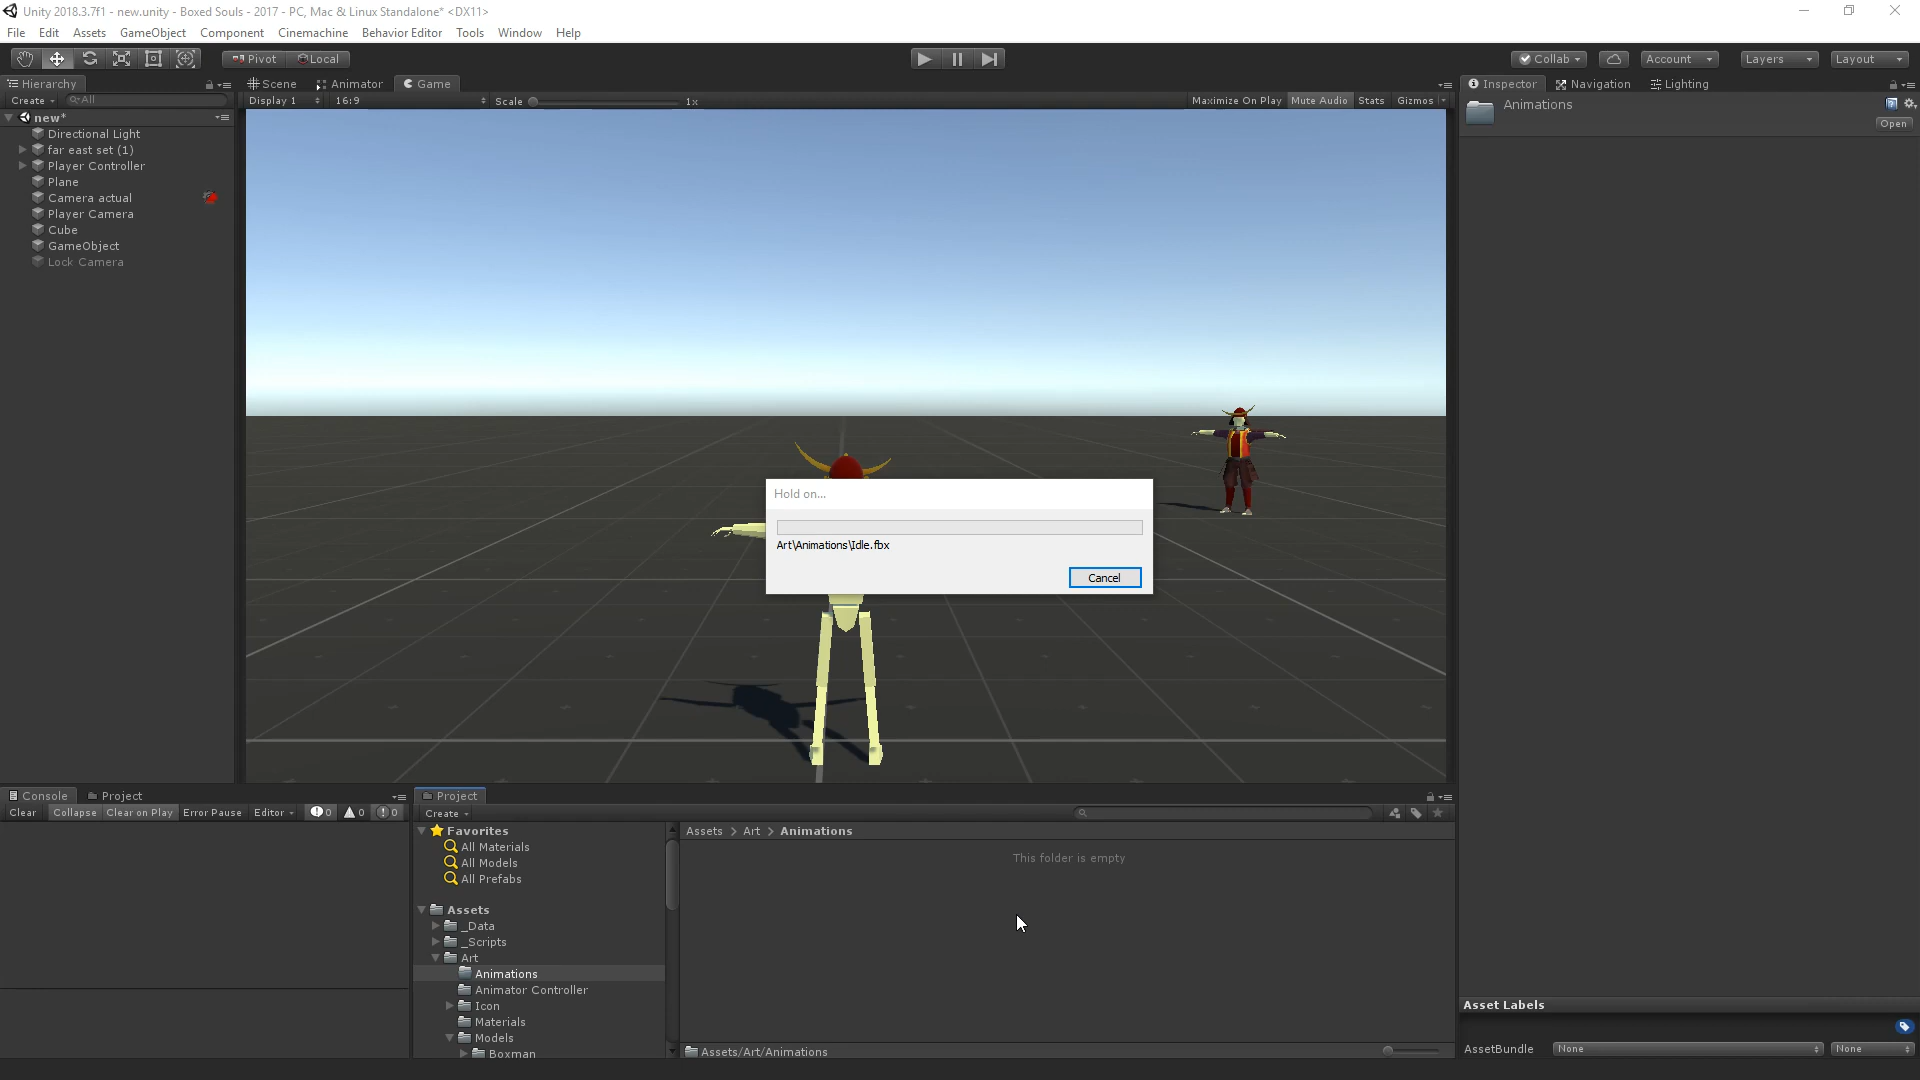 Unity 2018.3.7f1 - new.unity - Boxed Souls - 2017 - PC, Mac & Linux Standalone* <DX11>
File Edit Assets GameObject Component Cinemachine Behavior Editor Tools Window Help
Pivot Local Collab Account Layers Layout
Hierarchy Scene Animator Game Inspector Navigation Lighting
Create All Display 1 16:9 Scale 1x Maximize On Play Mute Audio Stats Gizmos Animations
Open
new*
Directional Light
far east set (1)
Player Controller
Plane
Camera actual
Player Camera
Cube
GameObject
Lock Camera
Hold on...
Art\Animations\Idle.fbx
Cancel
Console Project Project
Clear Collapse Clear on Play Error Pause Editor 0 0 0 Create
Favorites Assets > Art > Animations
All Materials
All Models
All Prefabs
This folder is empty
Assets
_Data
_Scripts
Art
Animations
Animator Controller
Icon
Materials
Models
Boxman
Assets/Art/Animations
Asset Labels
AssetBundle None None